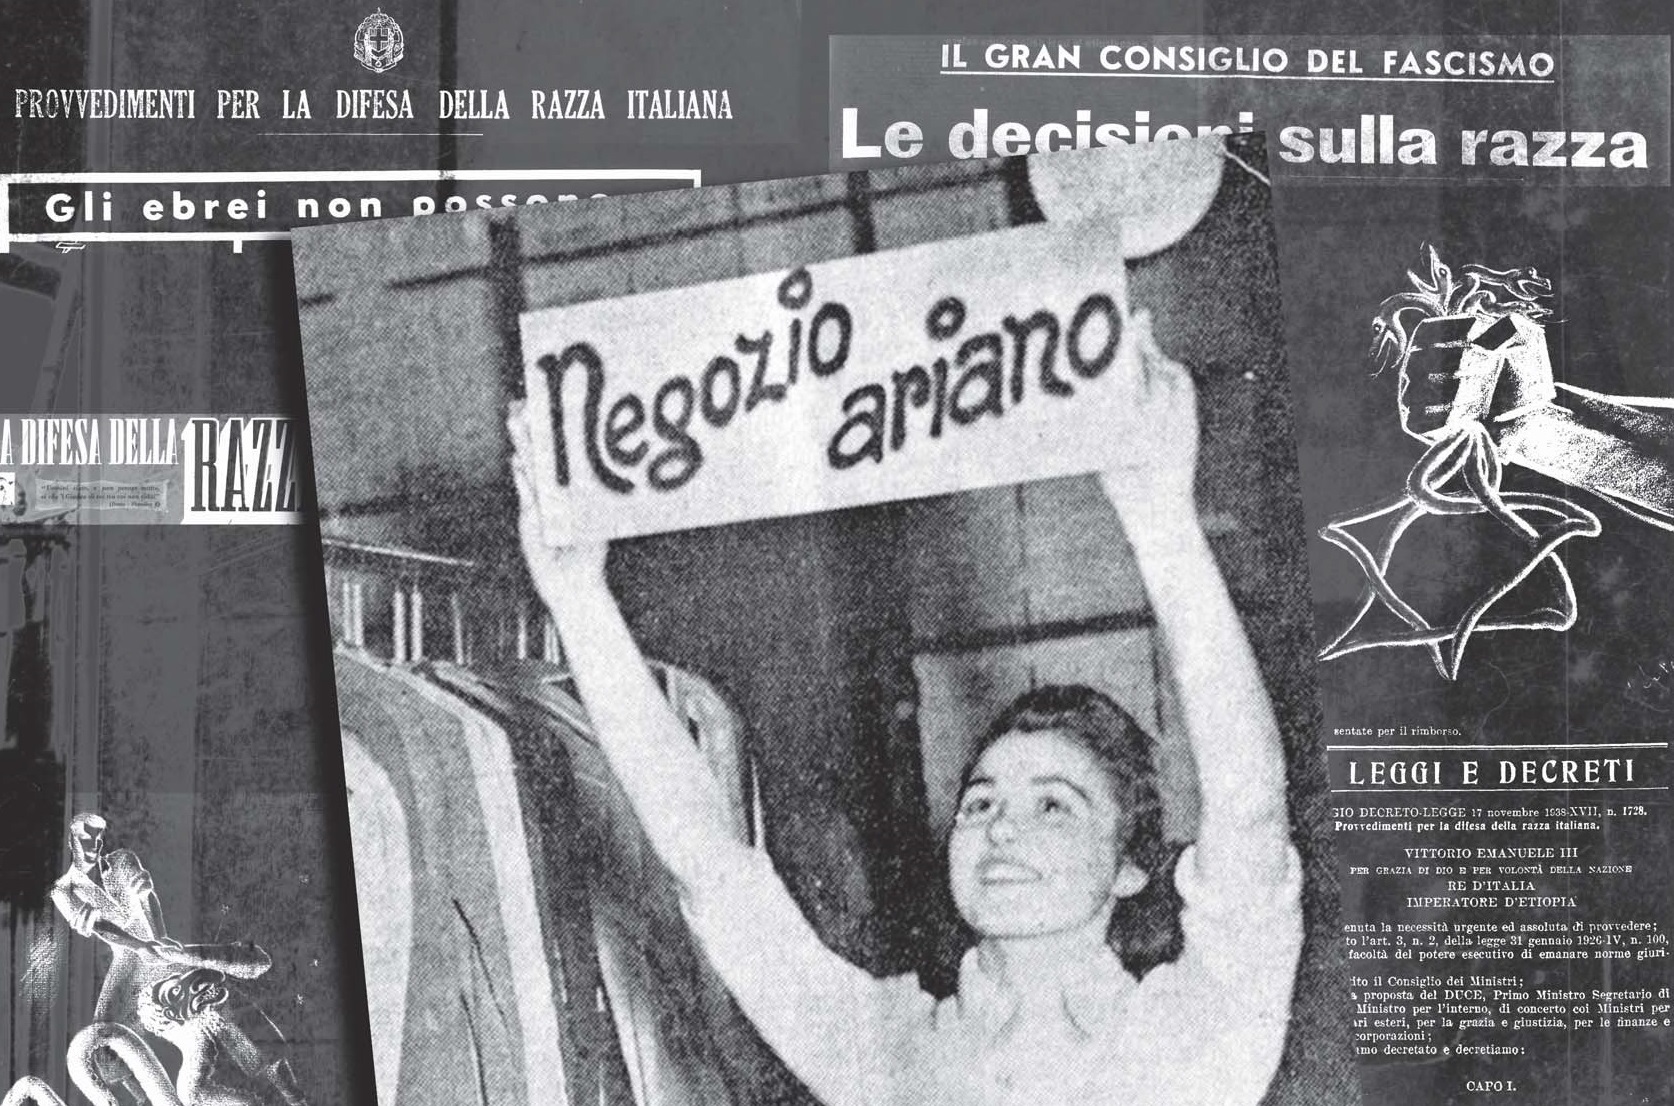 PROVVEDIMENTI PER LA DIFESA DELLA RAZZA ITALIANA
Gli ebrei non possono
A DIFESA DELLA RAZZ
IL GRAN CONSIGLIO DEL FASCISMO
Le decisioni sulla razza
Negozio
ariano
sentate per il rimborso.
LEGGI E DECRETI
GIO DECRETO-LEGGE 17 novembre 1938-XVII, n. 1728.
Provvedimenti per la difesa della razza italiana.
VITTORIO EMANUELE III
PER GRAZIA DI DIO E PER VOLONTÀ DELLA NAZIONE
RE D'ITALIA
IMPERATORE D'ETIOPIA
enuta la necessità urgente ed assoluta di provvedere;
to l'art. 3, n. 2, della legge 31 gennaio 1926-IV, n. 100,
facoltà del potere esecutivo di emanare norme giuri-
ito il Consiglio dei Ministri;
a proposta del DUCE, Primo Ministro Segretario di
Ministro per l'interno, di concerto coi Ministri per
ri esteri, per la grazia e giustizia, per le finanze e
orporazioni;
mo decretato e decretiamo:
CAPO I.